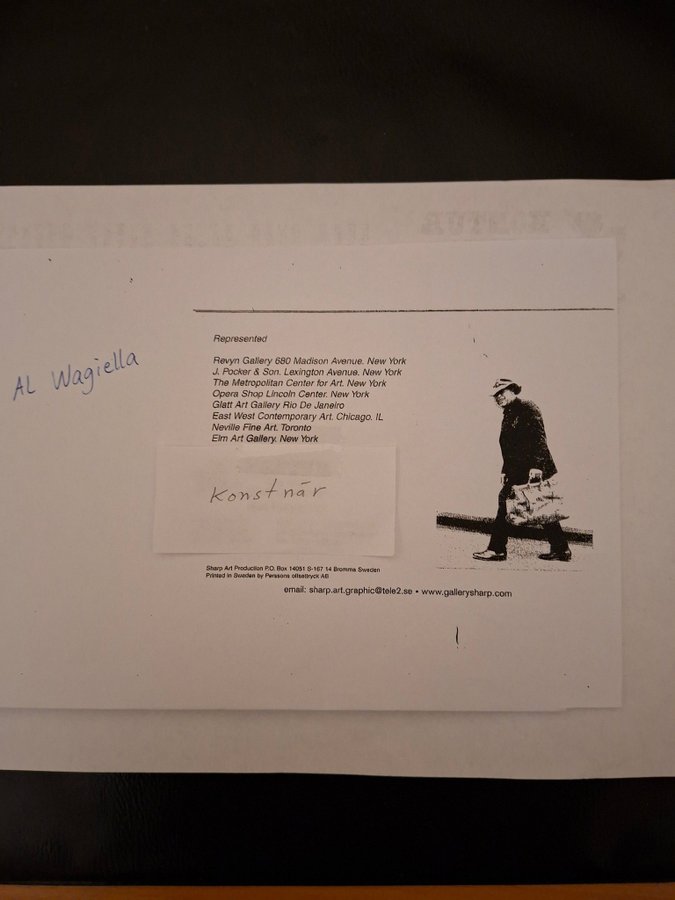 AL Wagiella
Represented
Revyn Gallery 680 Madison Avenue. New York
J. Pocker & Son. Lexington Avenue. New York
The Metropolitan Center for Art. New York
Opera Shop Lincoln Center. New York
Glatt Art Gallery Rio De Janeiro
East West Contemporary Art. Chicago. IL
Neville Fine Art. Toronto
Elm Art Gallery. New York
Konstnär
Sharp Art Production P.O. Box 14051 S-167 14 Bromma Sweden
Printed in Sweden by Perssons offsettryck AB
email: sharp.art.graphic@tele2.se • www.gallerysharp.com